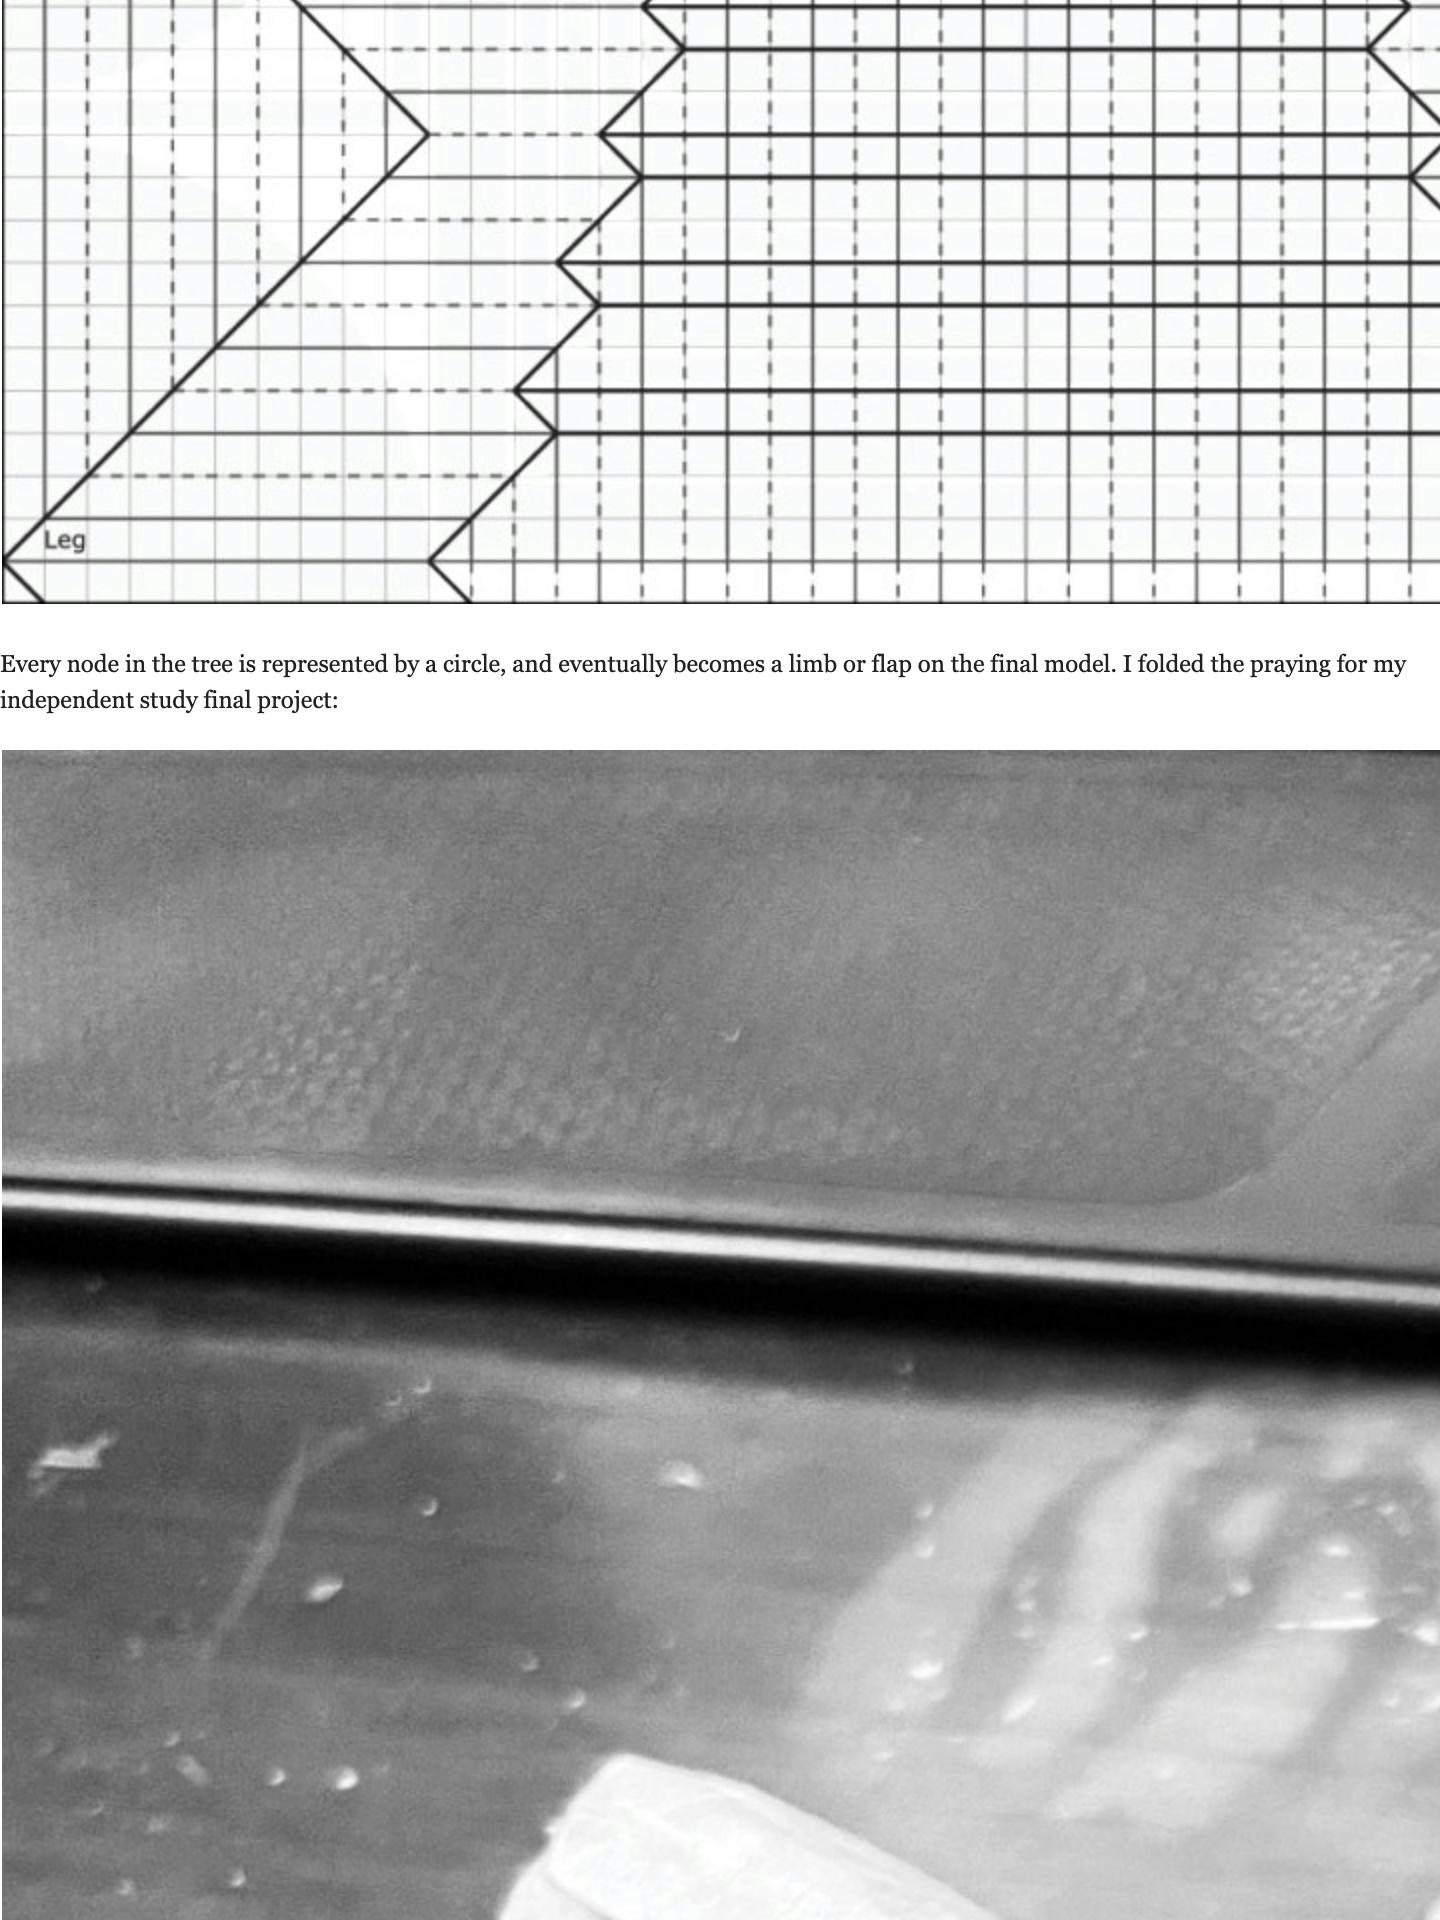 Leg
Every node in the tree is represented by a circle, and eventually becomes a limb or flap on the final model. I folded the praying for my
independent study final project: